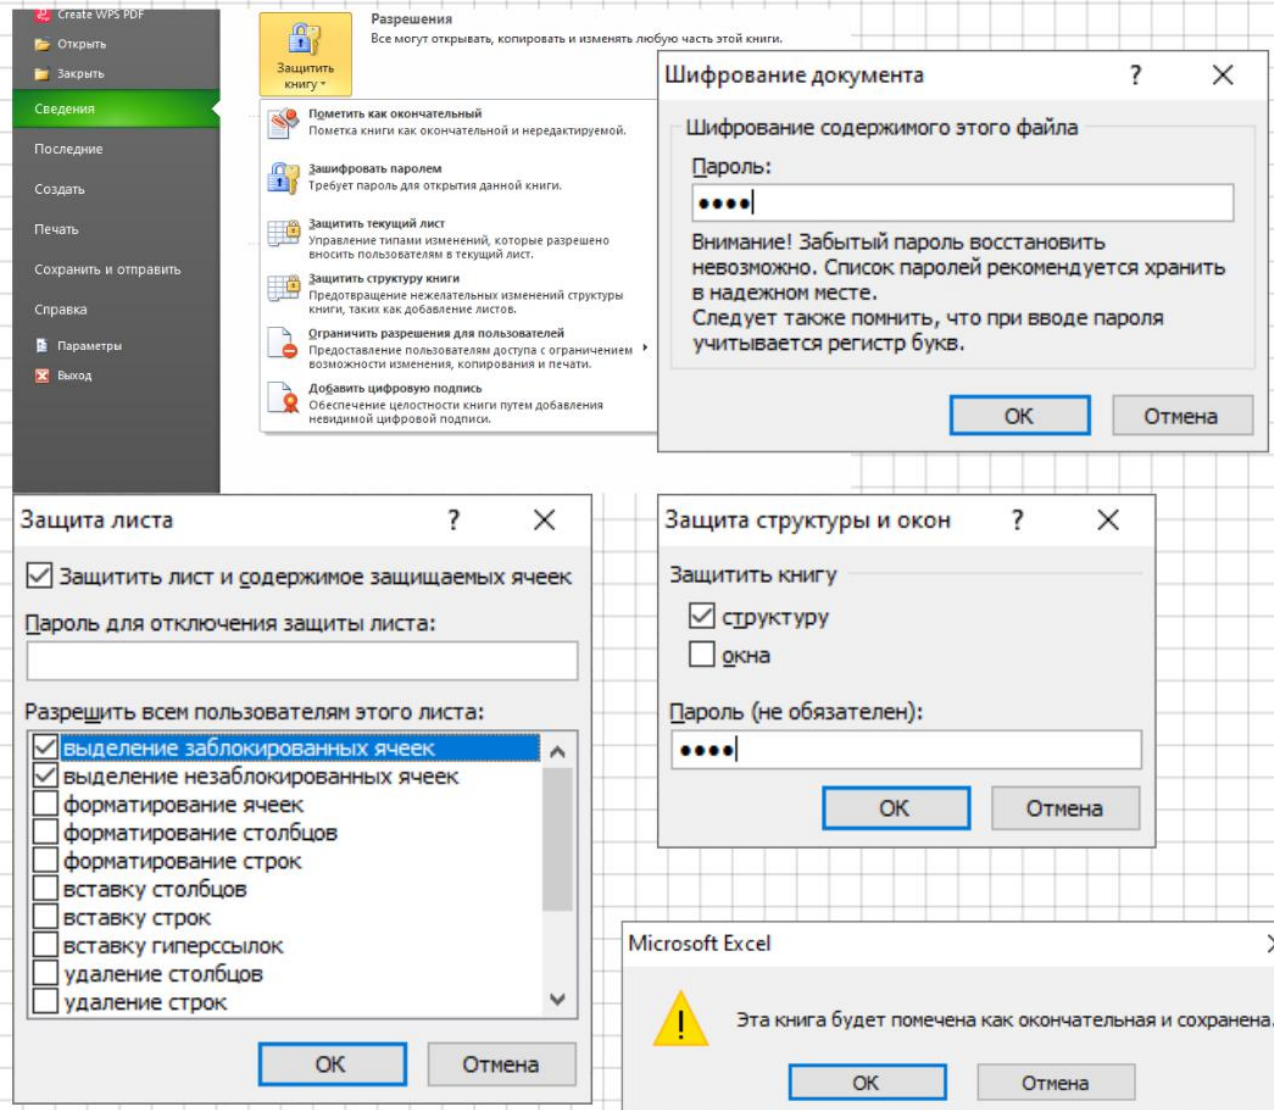 Create WPS PDF
Открыть
Закрыть
Сведения
Последние
Создать
Печать
Сохранить и отправить
Справка
Параметры
Выход
Защитить
книгу
Разрешения
Все могут открывать, копировать и изменять любую часть этой книги.
Пометить как окончательный
Пометка книги как окончательной и нередактируемой.
Зашифровать паролем
Требует пароль для открытия данной книги.
Защитить текущий лист
Управление типами изменений, которые разрешено
вносить пользователям в текущий лист.
Защитить структуру книги
Предотвращение нежелательных изменений структуры
книги, таких как добавление листов.
Ограничить разрешения для пользователей
Предоставление пользователям доступа с ограничением
возможности изменения, копирования и печати.
Добавить цифровую подпись
Обеспечение целостности книги путем добавления
невидимой цифровой подписи.
Шифрование документа ?
Шифрование содержимого этого файла
Пароль:
••••
Внимание! Забытый пароль восстановить
невозможно. Список паролей рекомендуется хранить
в надежном месте.
Следует также помнить, что при вводе пароля
учитывается регистр букв.
ОК Отмена
Защита листа ?
Защитить лист и содержимое защищаемых ячеек
Пароль для отключения защиты листа:
Разрешить всем пользователям этого листа:
выделение заблокированных ячеек
выделение незаблокированных ячеек
форматирование ячеек
форматирование столбцов
форматирование строк
вставку столбцов
вставку строк
вставку гиперссылок
удаление столбцов
удаление строк
ОК Отмена
Защита структуры и окон ?
Защитить книгу
структуру
окна
Пароль (не обязателен):
••••
ОК Отмена
Microsoft Excel
Эта книга будет помечена как окончательная и сохранена.
ОК Отмена